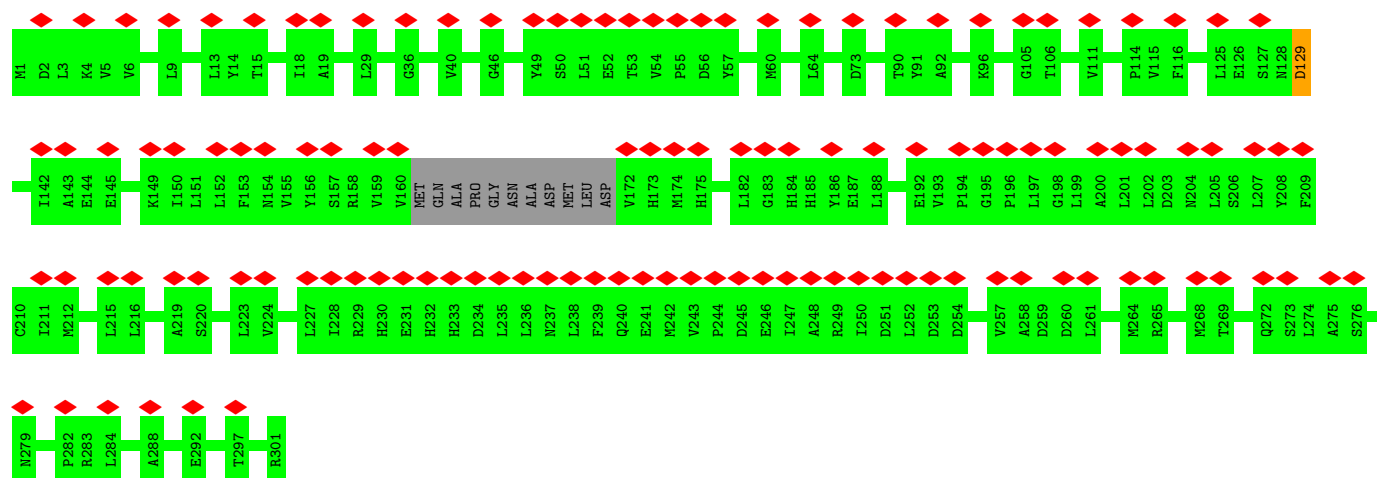 M1 D2 L3 K4 V5 V6 L9 L13 Y14 T15 I18 A19 L29 G36 V40 G46 Y49 S50 L51 E52 T53 V54 P55 D56 Y57 M60 L64 D73 T90 Y91 A92 K96 G105 T106 V111 P114 V115 F116 L125 E126 S127 N128 D129
I142 A143 E144 E145 K149 I150 L151 L152 F153 N154 V155 Y156 S157 R158 V159 V160 MET GLN ALA PRO GLY ASN ALA ASP MET LEU ASP V172 H173 M174 H175 L182 G183 H184 H185 Y186 E187 L188 E192 V193 P194 G195 P196 L197 G198 L199 A200 L201 L202 D203 N204 L205 S206 L207 Y208 F209
C210 I211 M212 L215 L216 A219 S220 L223 V224 L227 I228 R229 H230 E231 H232 H233 D234 L235 L236 N237 L238 F239 Q240 E241 M242 V243 P244 D245 E246 I247 A248 R249 I250 D251 L252 D253 D254 V257 A258 D259 D260 L261 M264 R265 M268 T269 Q272 S273 L274 A275 S276
N279 P282 R283 L284 A288 E292 T297 R301